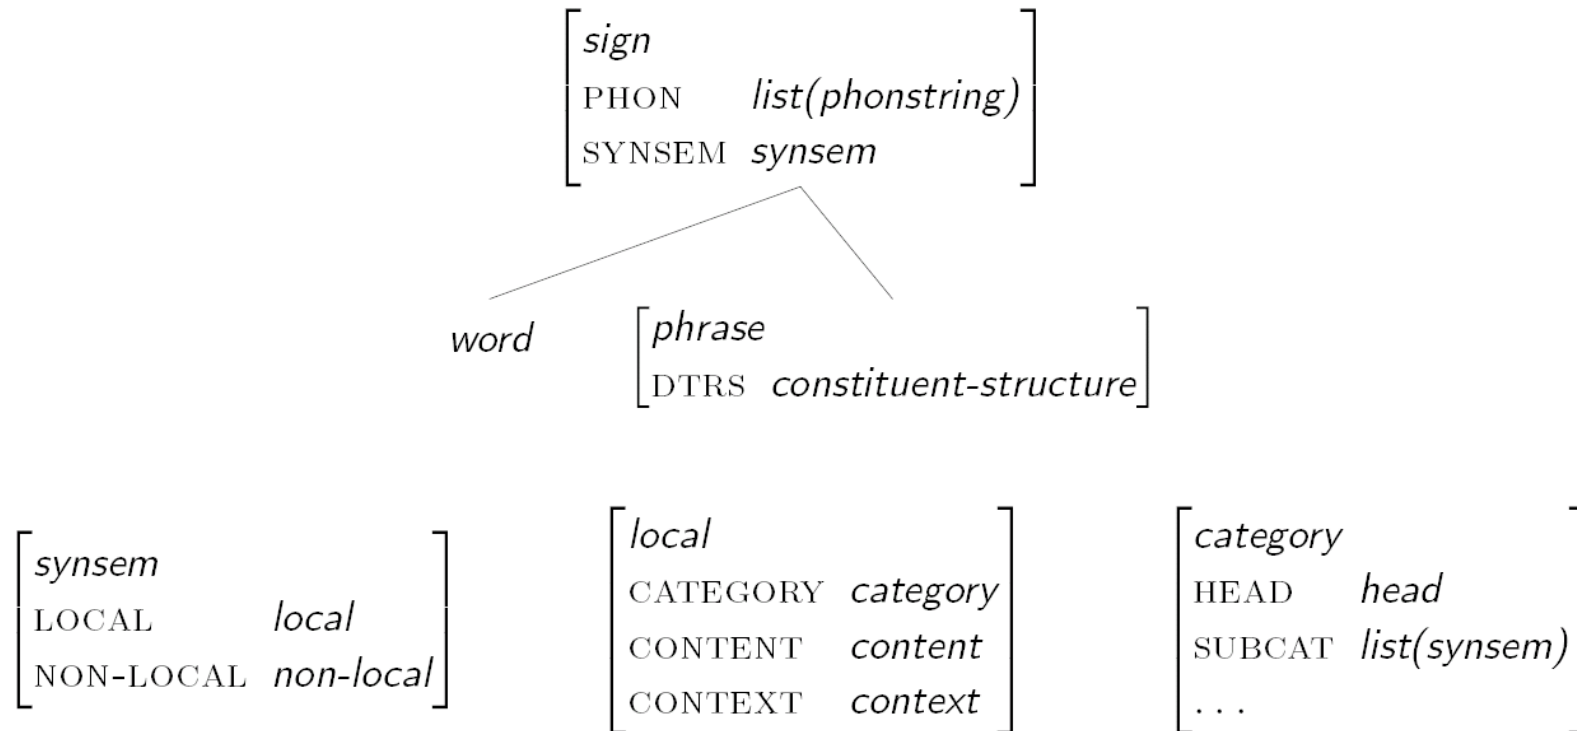 sign
PHON list(phonstring)
SYNSEM synsem
word
phrase
DTRS constituent-structure
synsem
LOCAL local
NON-LOCAL non-local
local
CATEGORY category
CONTENT content
CONTEXT context
category
HEAD head
SUBCAT list(synsem)
. . .